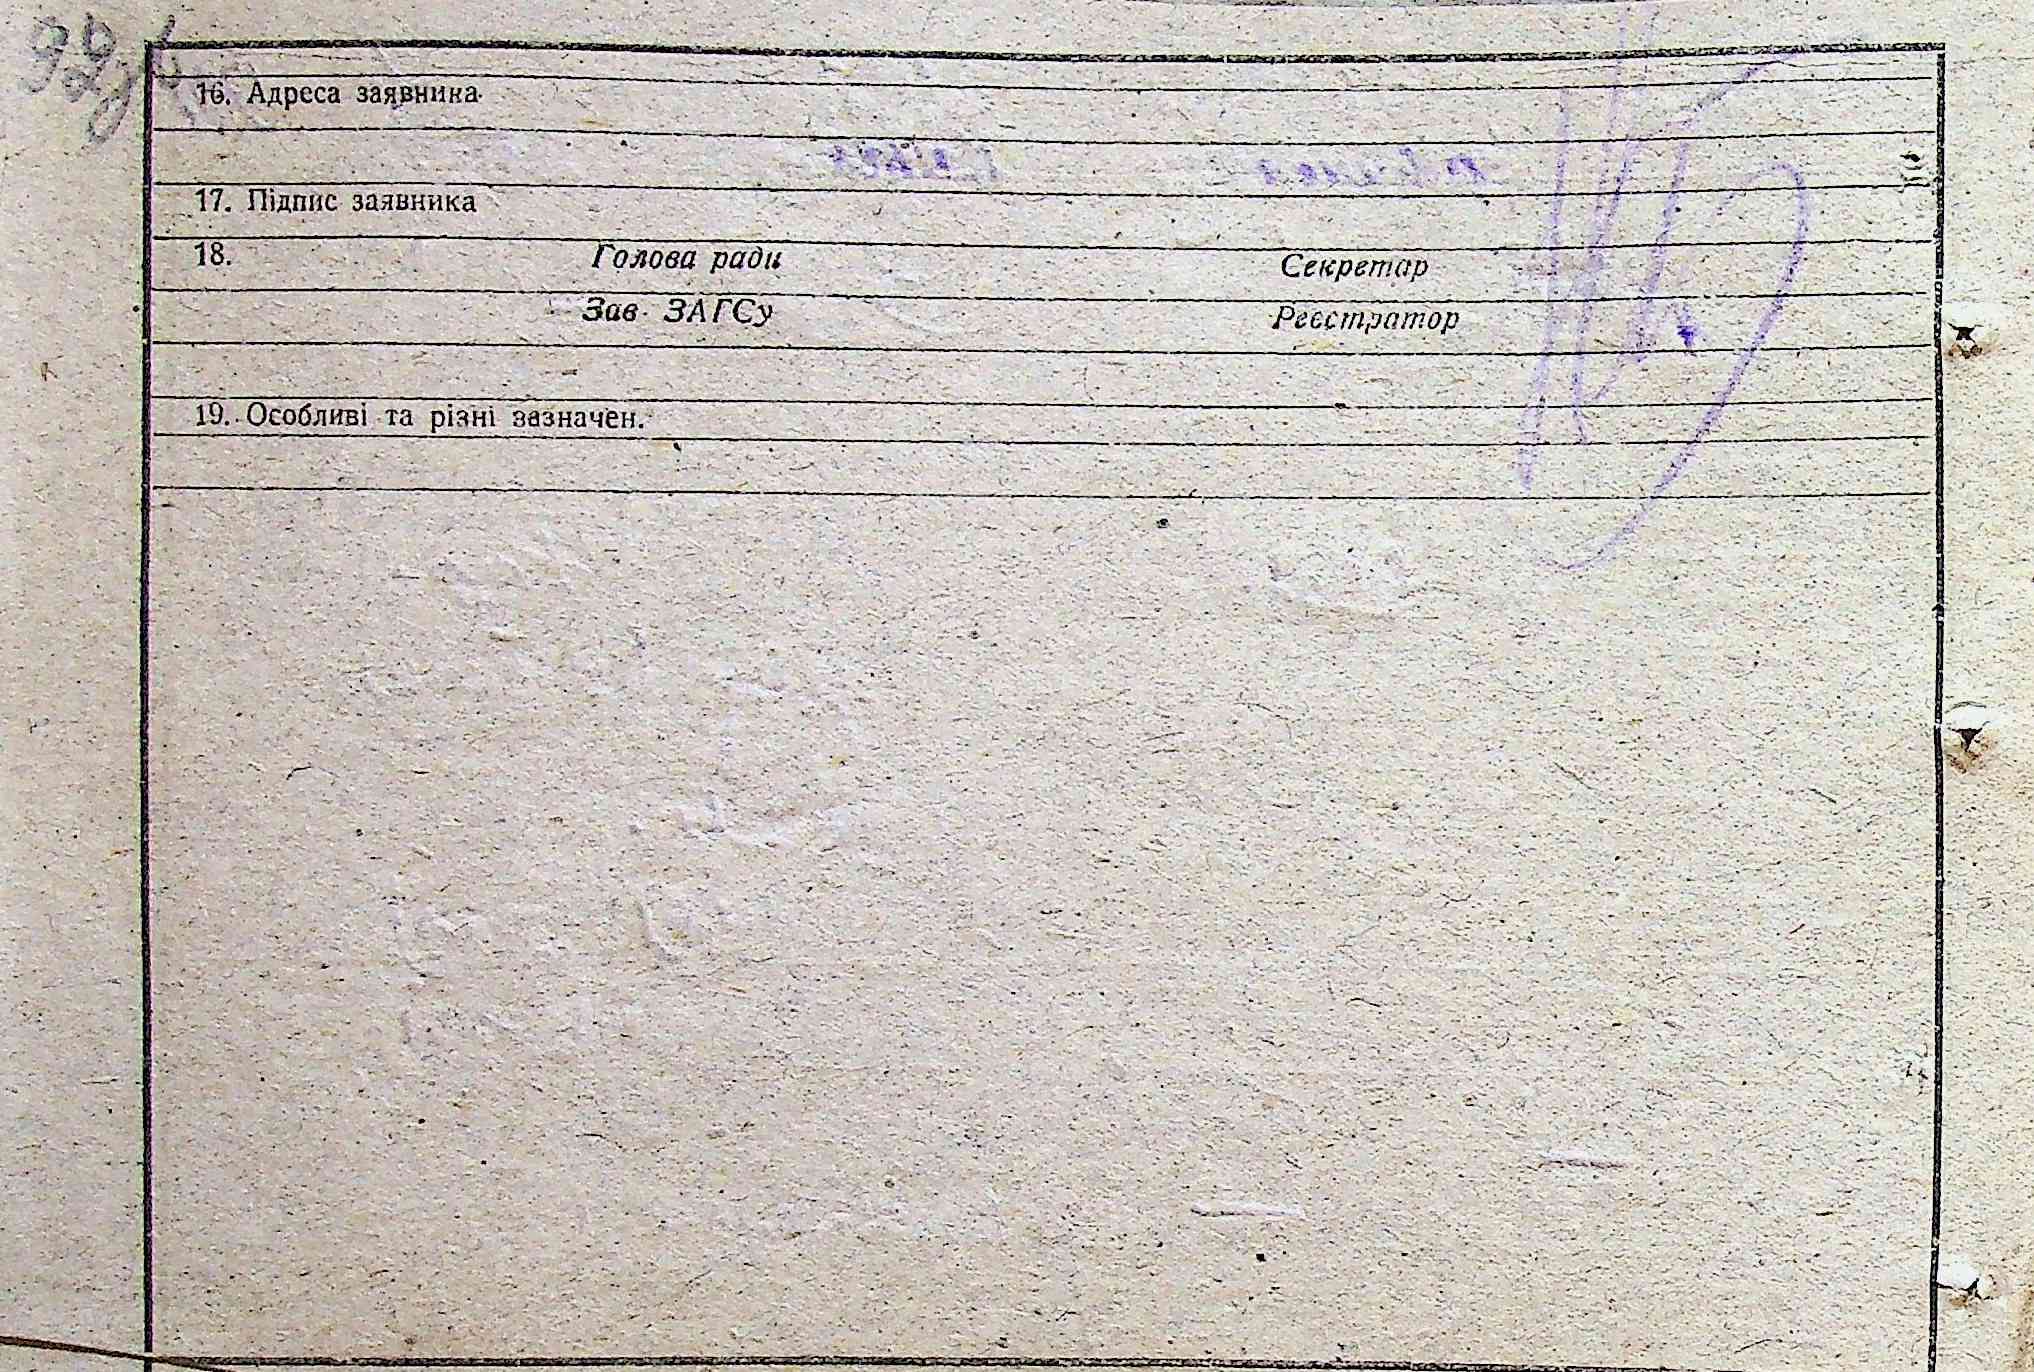 16. Адреса заявника
17. Підпис заявника
18. Голова ради Секретар
Зав. ЗАГСу Реєстратор
19. Особливі та різні зазначен.